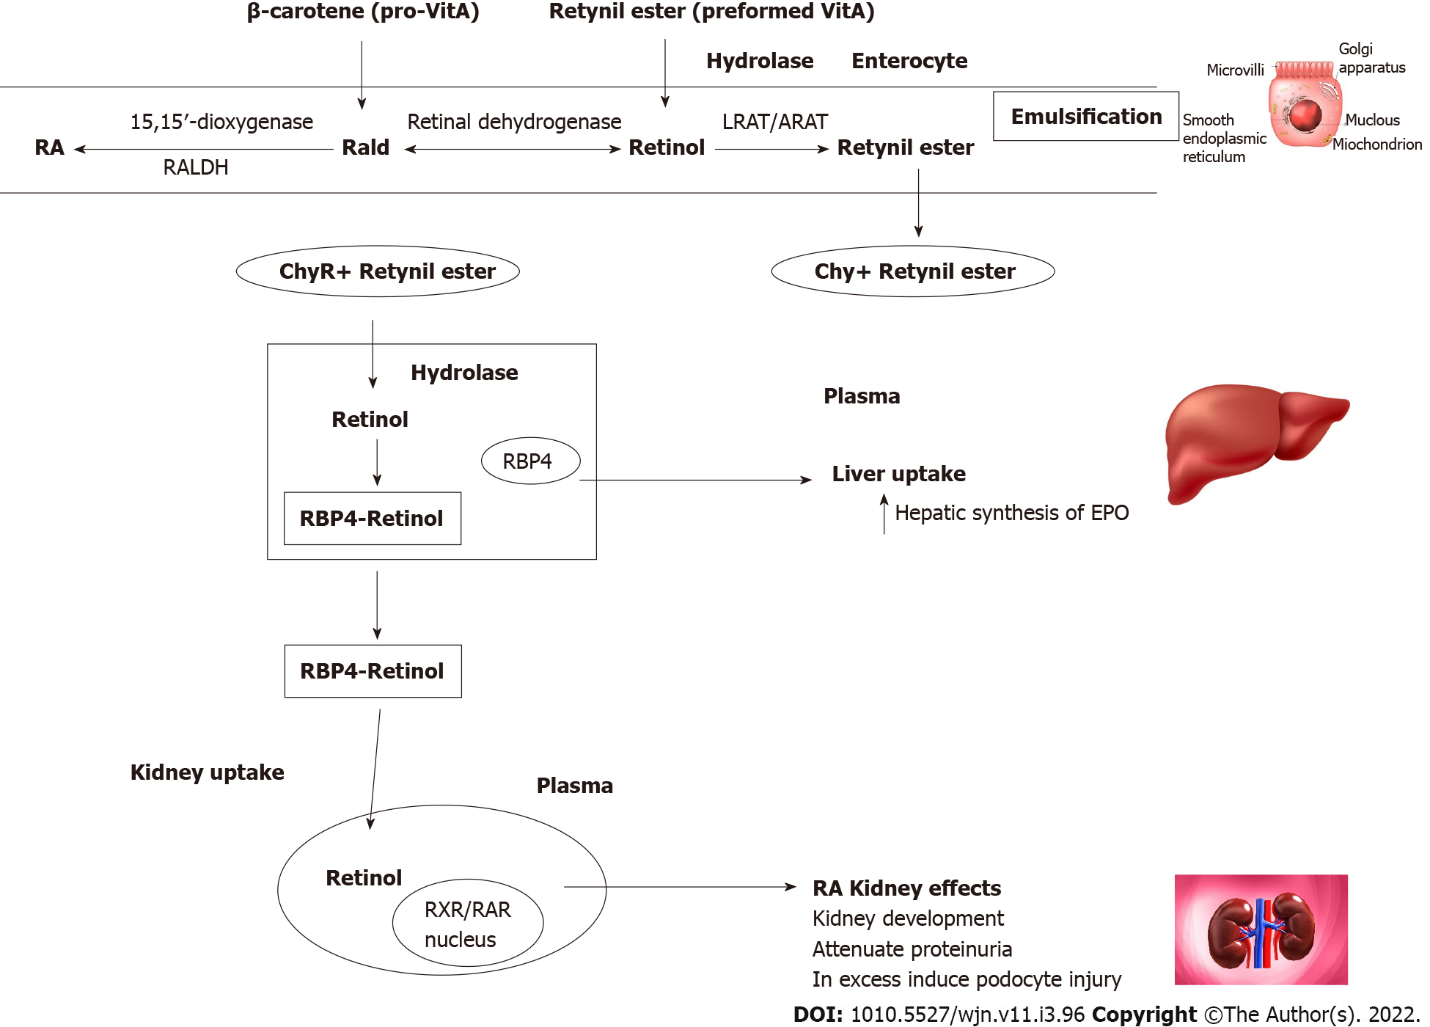 β-carotene (pro-VitA)
Retynil ester (preformed VitA)
Hydrolase
Enterocyte
Golgi
apparatus
Microvilli
Emulsification
15,15′-dioxygenase
Retinal dehydrogenase
LRAT/ARAT
Smooth
endoplasmic
reticulum
Muclous
Miochondrion
RA
Rald
Retinol
Retynil ester
RALDH
ChyR+ Retynil ester
Chy+ Retynil ester
Hydrolase
Retinol
RBP4
RBP4-Retinol
Plasma
Liver uptake
Hepatic synthesis of EPO
RBP4-Retinol
Kidney uptake
Plasma
Retinol
RXR/RAR
nucleus
RA Kidney effects
Kidney development
Attenuate proteinuria
In excess induce podocyte injury
DOI: 1010.5527/wjn.v11.i3.96 Copyright ©The Author(s). 2022.